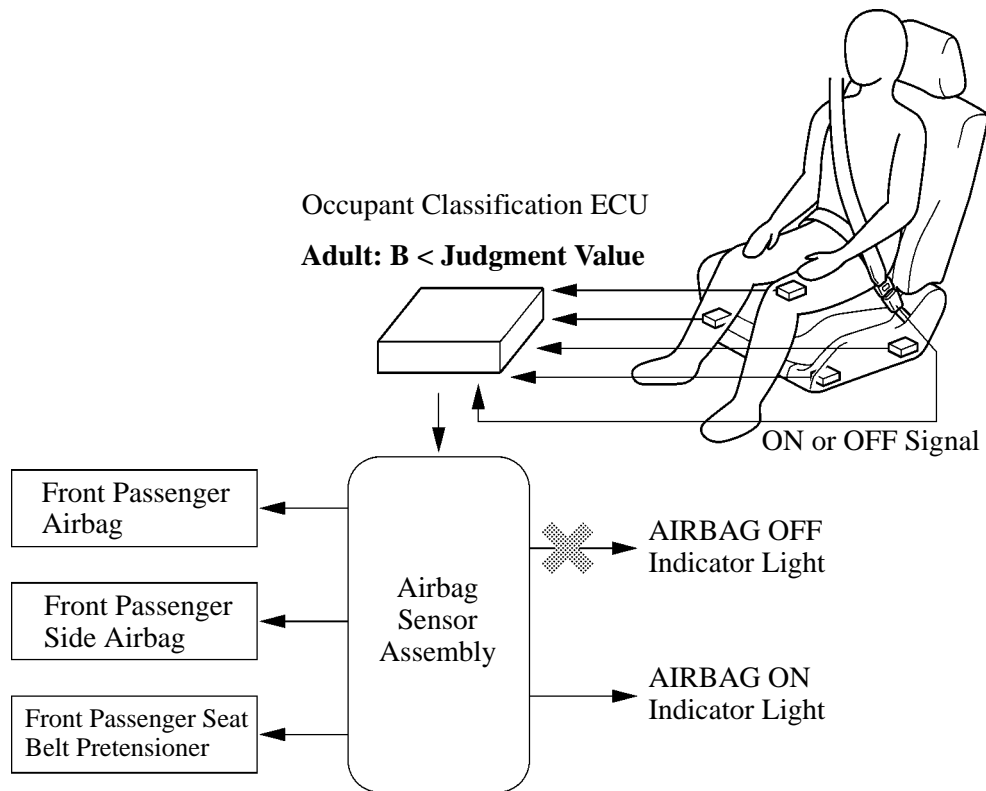 Occupant Classification ECU
Adult: B < Judgment Value
ON or OFF Signal
Front Passenger
Airbag
AIRBAG OFF
Indicator Light
Front Passenger
Side Airbag
Airbag
Sensor
Assembly
AIRBAG ON
Indicator Light
Front Passenger Seat
Belt Pretensioner